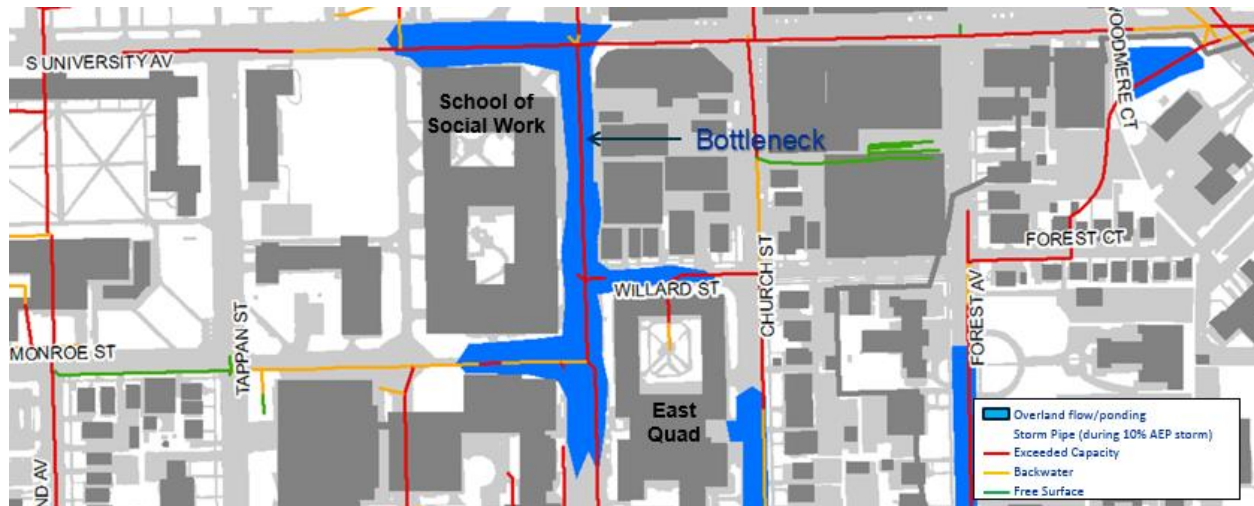 S UNIVERSITY AV
WOODMERE CT
School of
Social Work
Bottleneck
FOREST CT
WILLARD ST
CHURCH ST
MONROE ST
TAPPAN ST
FOREST AV
East
Quad
ND AV
Overland flow/ponding
Storm Pipe (during 10% AEP storm)
Exceeded Capacity
Backwater
Free Surface